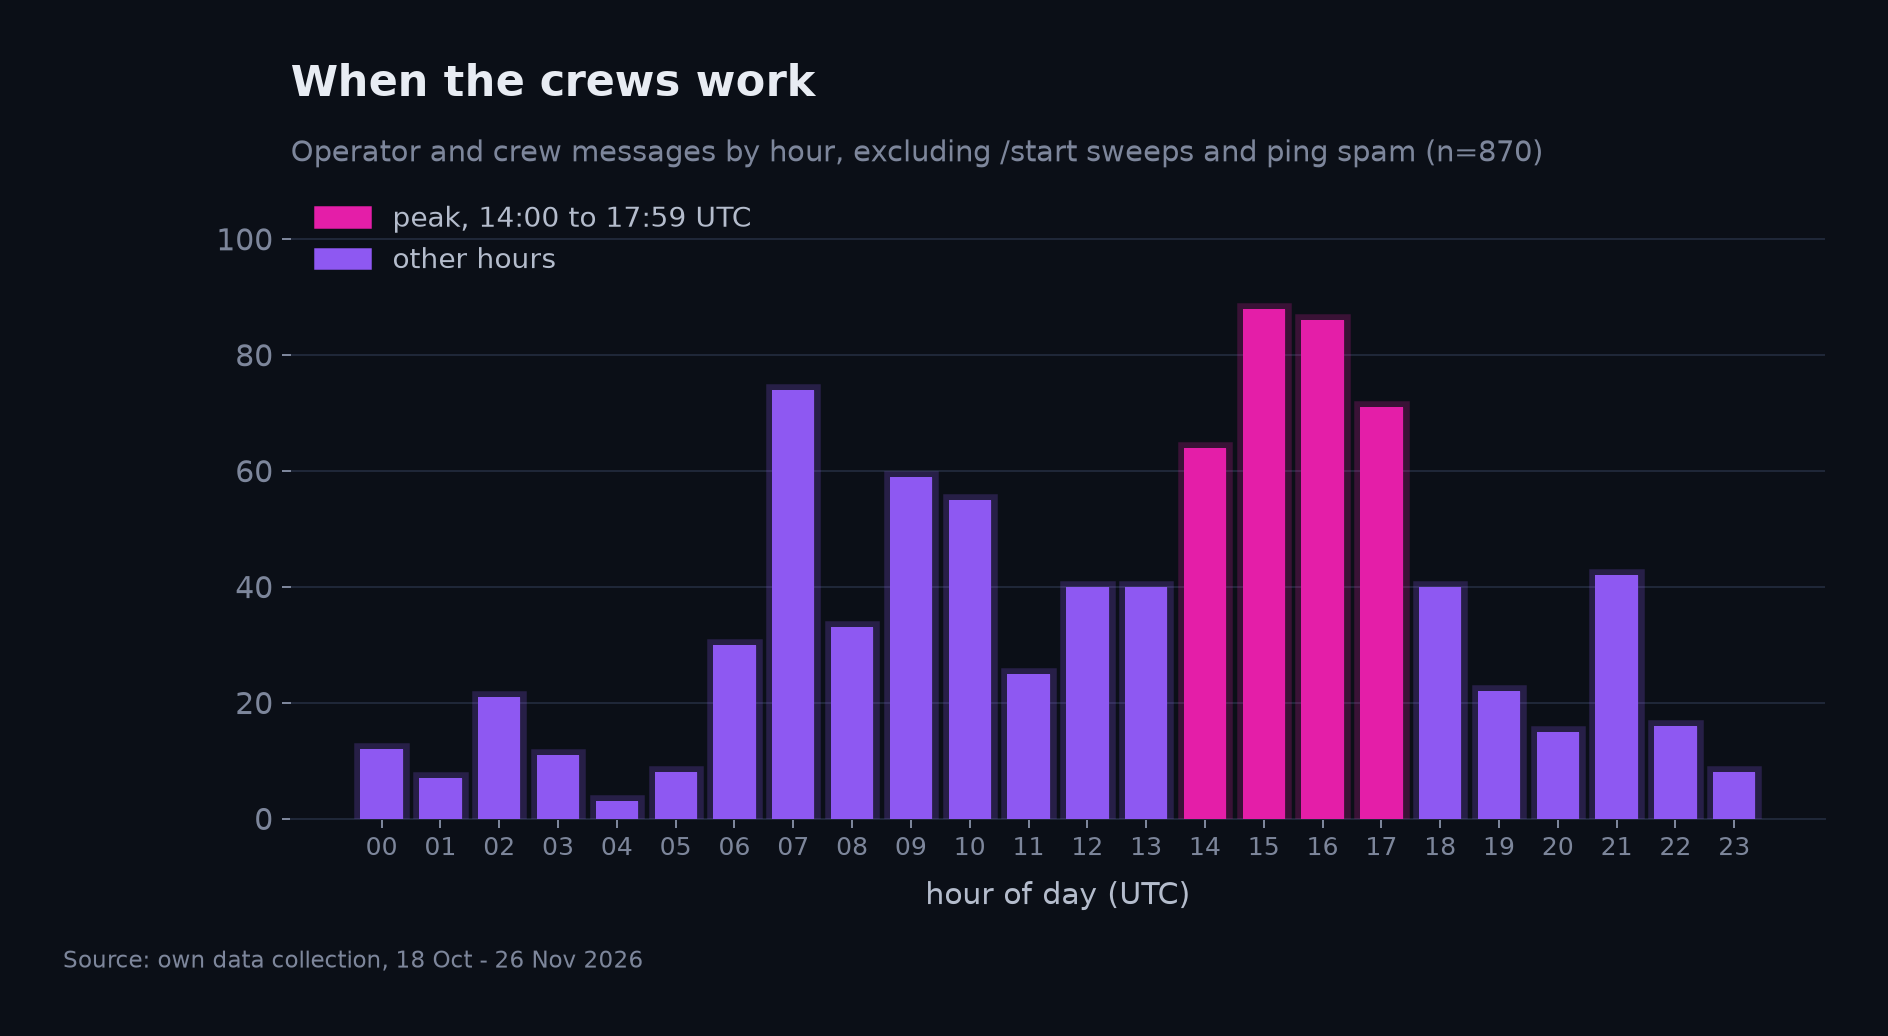 When the crews work
Operator and crew messages by hour, excluding /start sweeps and ping spam (n=870)
peak, 14:00 to 17:59 UTC
other hours
100
80
60
40
20
0
00 01 02 03 04 05 06 07 08 09 10 11 12 13 14 15 16 17 18 19 20 21 22 23
hour of day (UTC)
Source: own data collection, 18 Oct - 26 Nov 2026